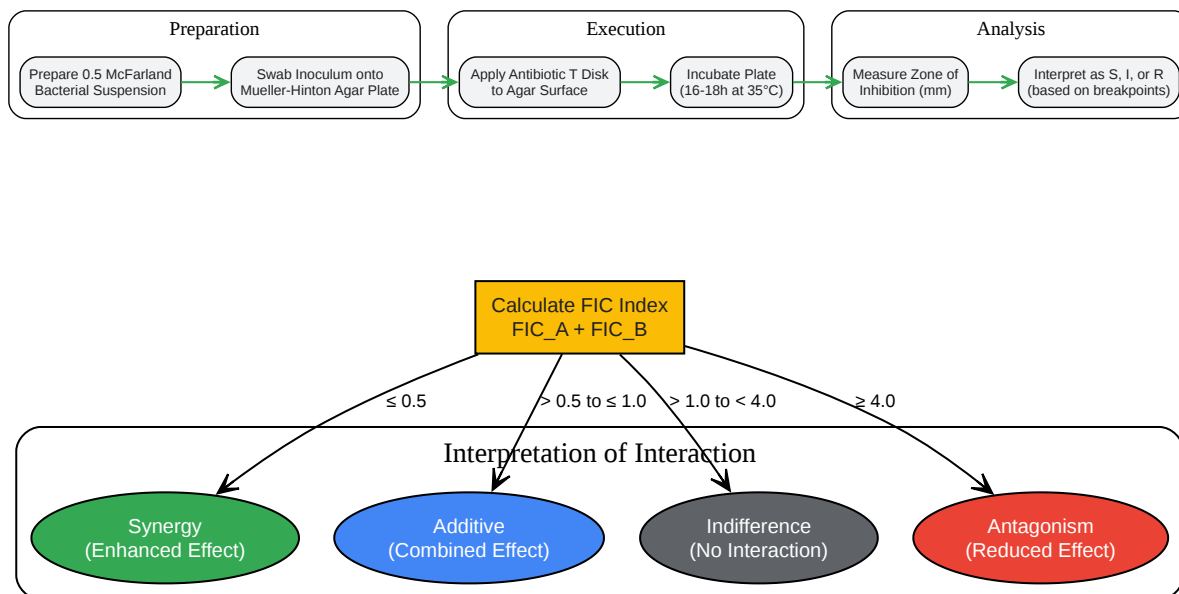 Preparation
Execution
Analysis
Prepare 0.5 McFarland
Bacterial Suspension
Swab Inoculum onto
Mueller-Hinton Agar Plate
Apply Antibiotic T Disk
to Agar Surface
Incubate Plate
(16-18h at 35°C)
Measure Zone of
Inhibition (mm)
Interpret as S, I, or R
(based on breakpoints)
Calculate FIC Index
FIC_A + FIC_B
≤ 0.5
> 0.5 to ≤ 1.0
> 1.0 to < 4.0
≥ 4.0
Interpretation of Interaction
Synergy
(Enhanced Effect)
Additive
(Combined Effect)
Indifference
(No Interaction)
Antagonism
(Reduced Effect)